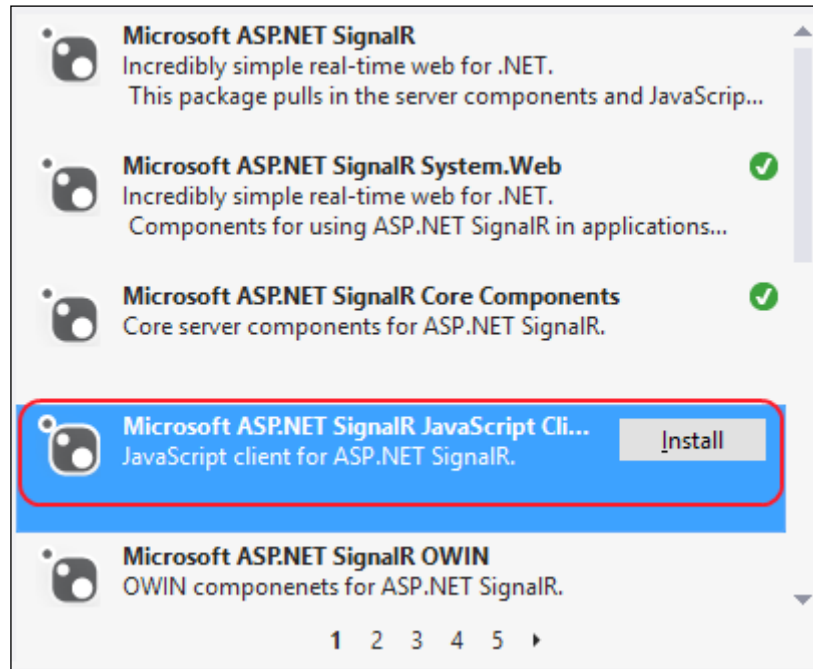 Microsoft ASP.NET SignalR
Incredibly simple real-time web for .NET.
This package pulls in the server components and JavaScrip...
Microsoft ASP.NET SignalR System.Web
Incredibly simple real-time web for .NET.
Components for using ASP.NET SignalR in applications...
Microsoft ASP.NET SignalR Core Components
Core server components for ASP.NET SignalR.
Microsoft ASP.NET SignalR JavaScript Cli...
Install
JavaScript client for ASP.NET SignalR.
Microsoft ASP.NET SignalR OWIN
OWIN componenets for ASP.NET SignalR.
1 2 3 4 5